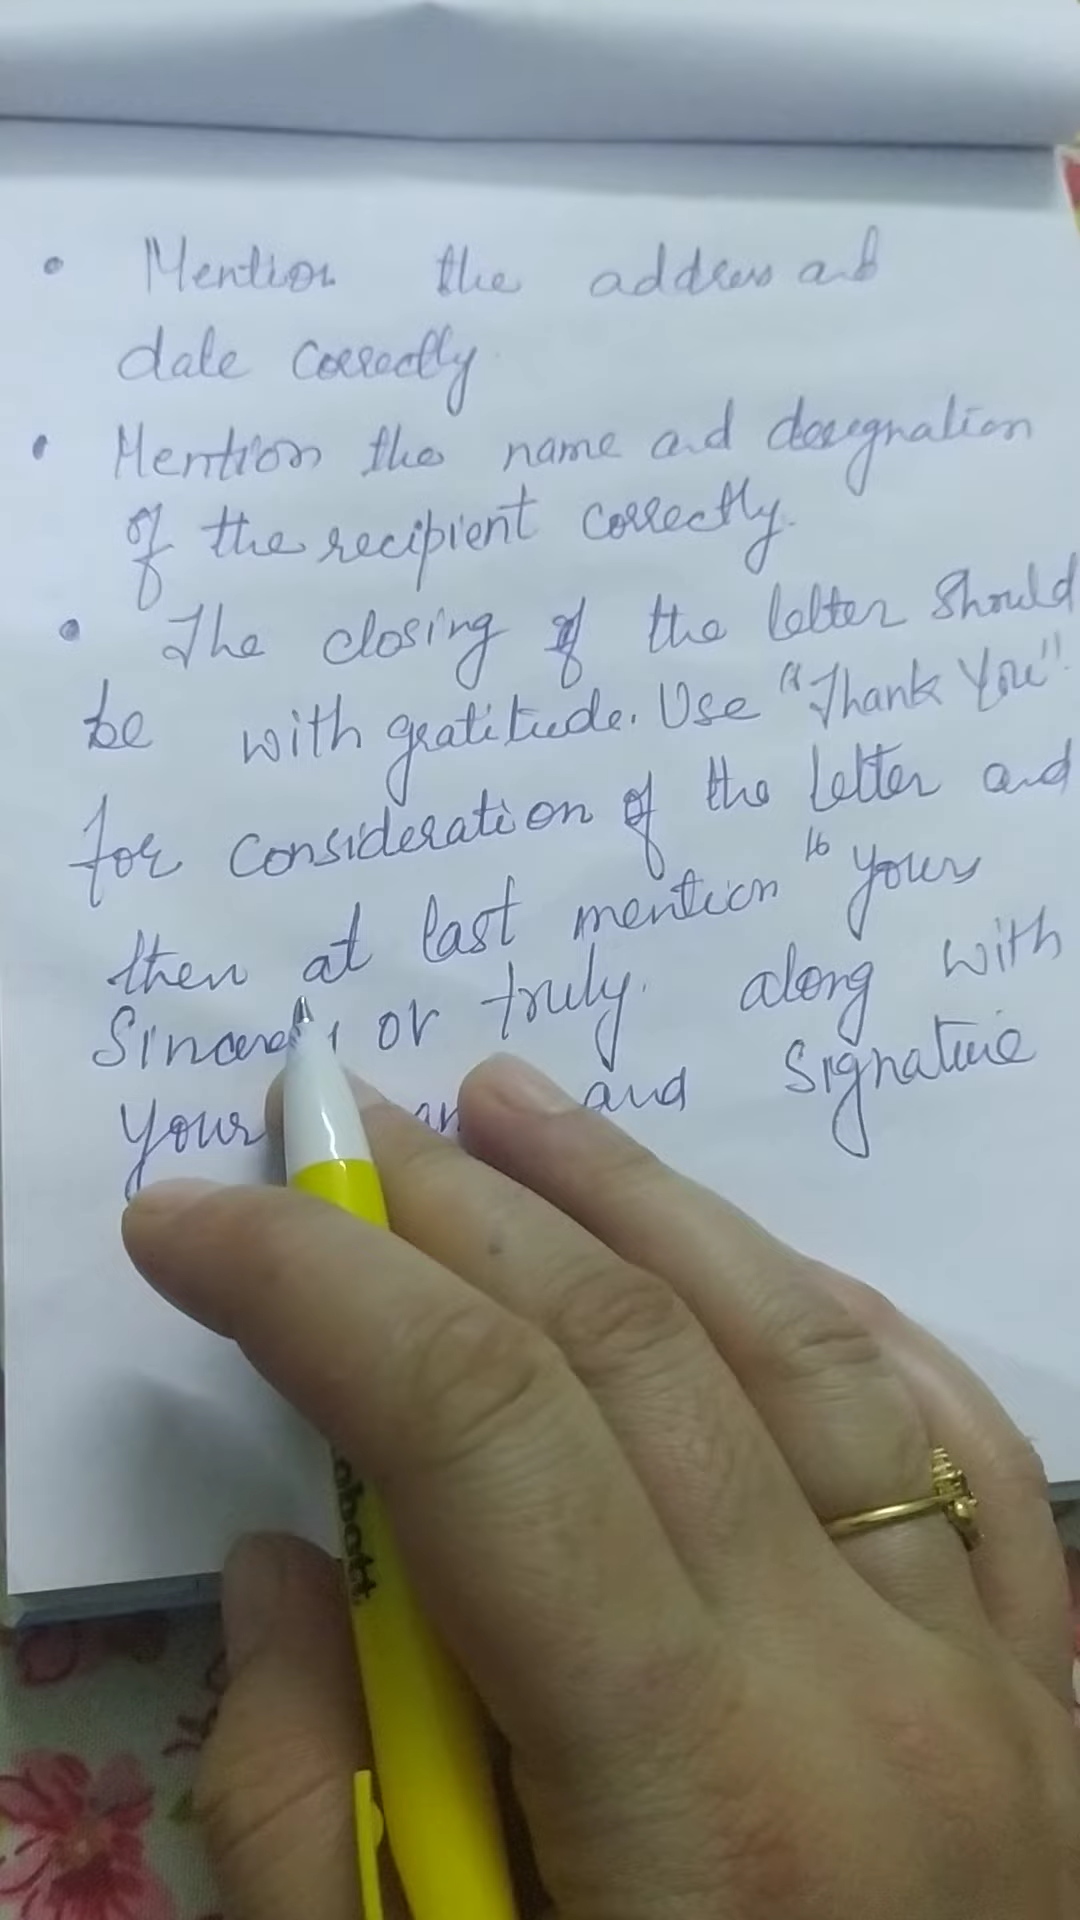 • Mention the address and
date correctly.
• Mention the name and designation
of the recipient correctly.
• The closing of the letter should
be with gratitude. Use "Thank You"
for consideration of the letter and
then at last mention " yours
Sincerely or truly. along with
your and signature
abbott